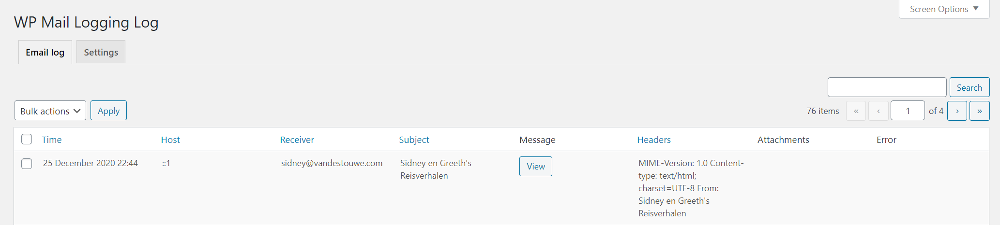 Screen Options ▼
WP Mail Logging Log
Email log Settings
Search
Bulk actions Apply 76 items « ‹ 1 of 4 › »
Time Host Receiver Subject Message Headers Attachments Error
25 December 2020 22:44 ::1 sidney@vandestouwe.com Sidney en Greeth's View MIME-Version: 1.0 Content-
Reisverhalen type: text/html;
charset=UTF-8 From:
Sidney en Greeth's
Reisverhalen